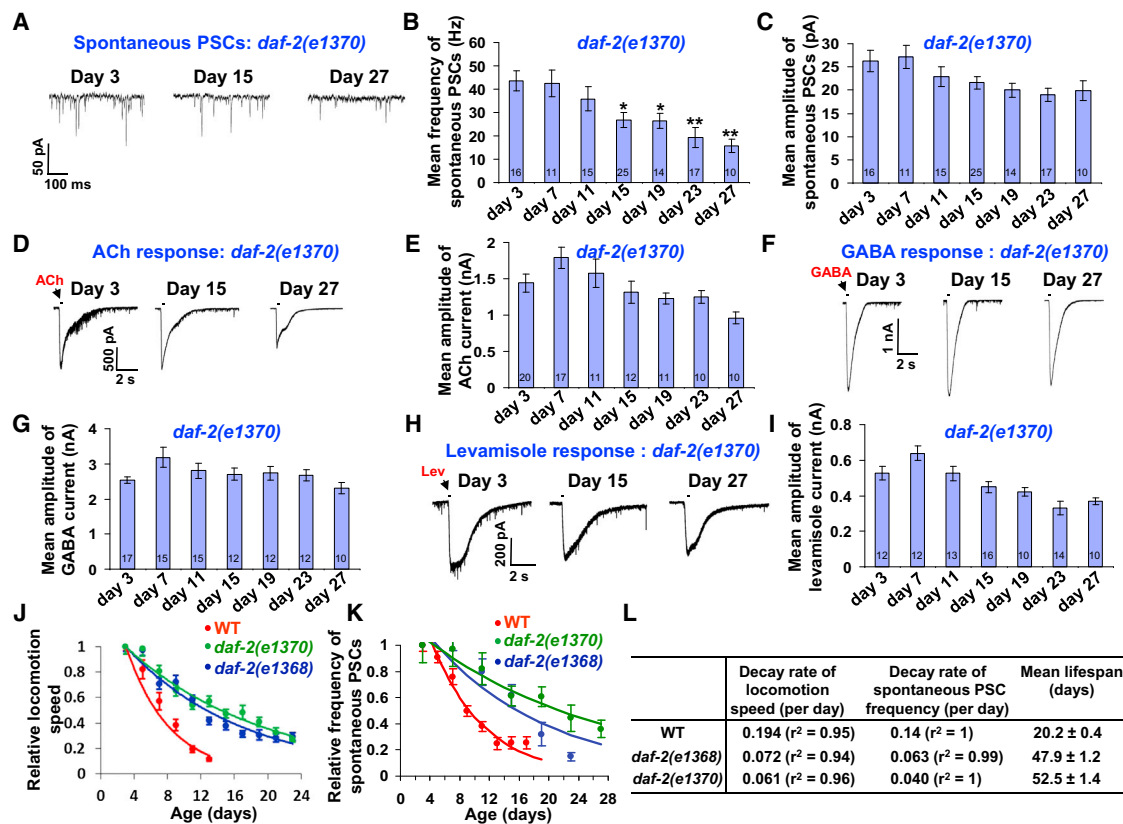 A
Spontaneous PSCs: daf-2(e1370)
Day 3 Day 15 Day 27
50 pA
100 ms
B
daf-2(e1370)
Mean frequency of
spontaneous PSCs (Hz)
60
50
40
30
20
10
0
* * ** **
16 11 15 25 14 17 10
day 3 day 7 day 11 day 15 day 19 day 23 day 27
C
daf-2(e1370)
Mean amplitude of
spontaneous PSCs (pA)
30
25
20
15
10
5
0
16 11 15 25 14 17 10
day 3 day 7 day 11 day 15 day 19 day 23 day 27
D
ACh response: daf-2(e1370)
ACh
Day 3 Day 15 Day 27
500 pA
2 s
E
daf-2(e1370)
Mean amplitude of
ACh current (nA)
2
1.5
1
0.5
0
20 17 11 12 11 10 10
day 3 day 7 day 11 day 15 day 19 day 23 day 27
F
GABA response : daf-2(e1370)
GABA
Day 3 Day 15 Day 27
1 nA
2 s
G
daf-2(e1370)
Mean amplitude of
GABA current (nA)
4
3
2
1
0
17 15 15 12 12 12 10
day 3 day 7 day 11 day 15 day 19 day 23 day 27
H
Levamisole response : daf-2(e1370)
Lev
Day 3 Day 15 Day 27
200 pA
2 s
I
daf-2(e1370)
Mean amplitude of
levamisole current (nA)
0.8
0.6
0.4
0.2
0
12 12 13 16 10 14 10
day 3 day 7 day 11 day 15 day 19 day 23 day 27
J
WT
daf-2(e1370)
daf-2(e1368)
Relative locomotion
speed
1
0.8
0.6
0.4
0.2
0
0 4 8 12 16 20 24
Age (days)
K
WT
daf-2(e1370)
daf-2(e1368)
Relative frequency of
spontaneous PSCs
1
0.8
0.6
0.4
0.2
0
0 4 8 12 16 20 24 28
Age (days)
L
Decay rate of locomotion speed (per day) Decay rate of spontaneous PSC frequency (per day) Mean lifespan (days)
WT 0.194 (r² = 0.95) 0.14 (r² = 1) 20.2 ± 0.4
daf-2(e1368) 0.072 (r² = 0.94) 0.063 (r² = 0.99) 47.9 ± 1.2
daf-2(e1370) 0.061 (r² = 0.96) 0.040 (r² = 1) 52.5 ± 1.4